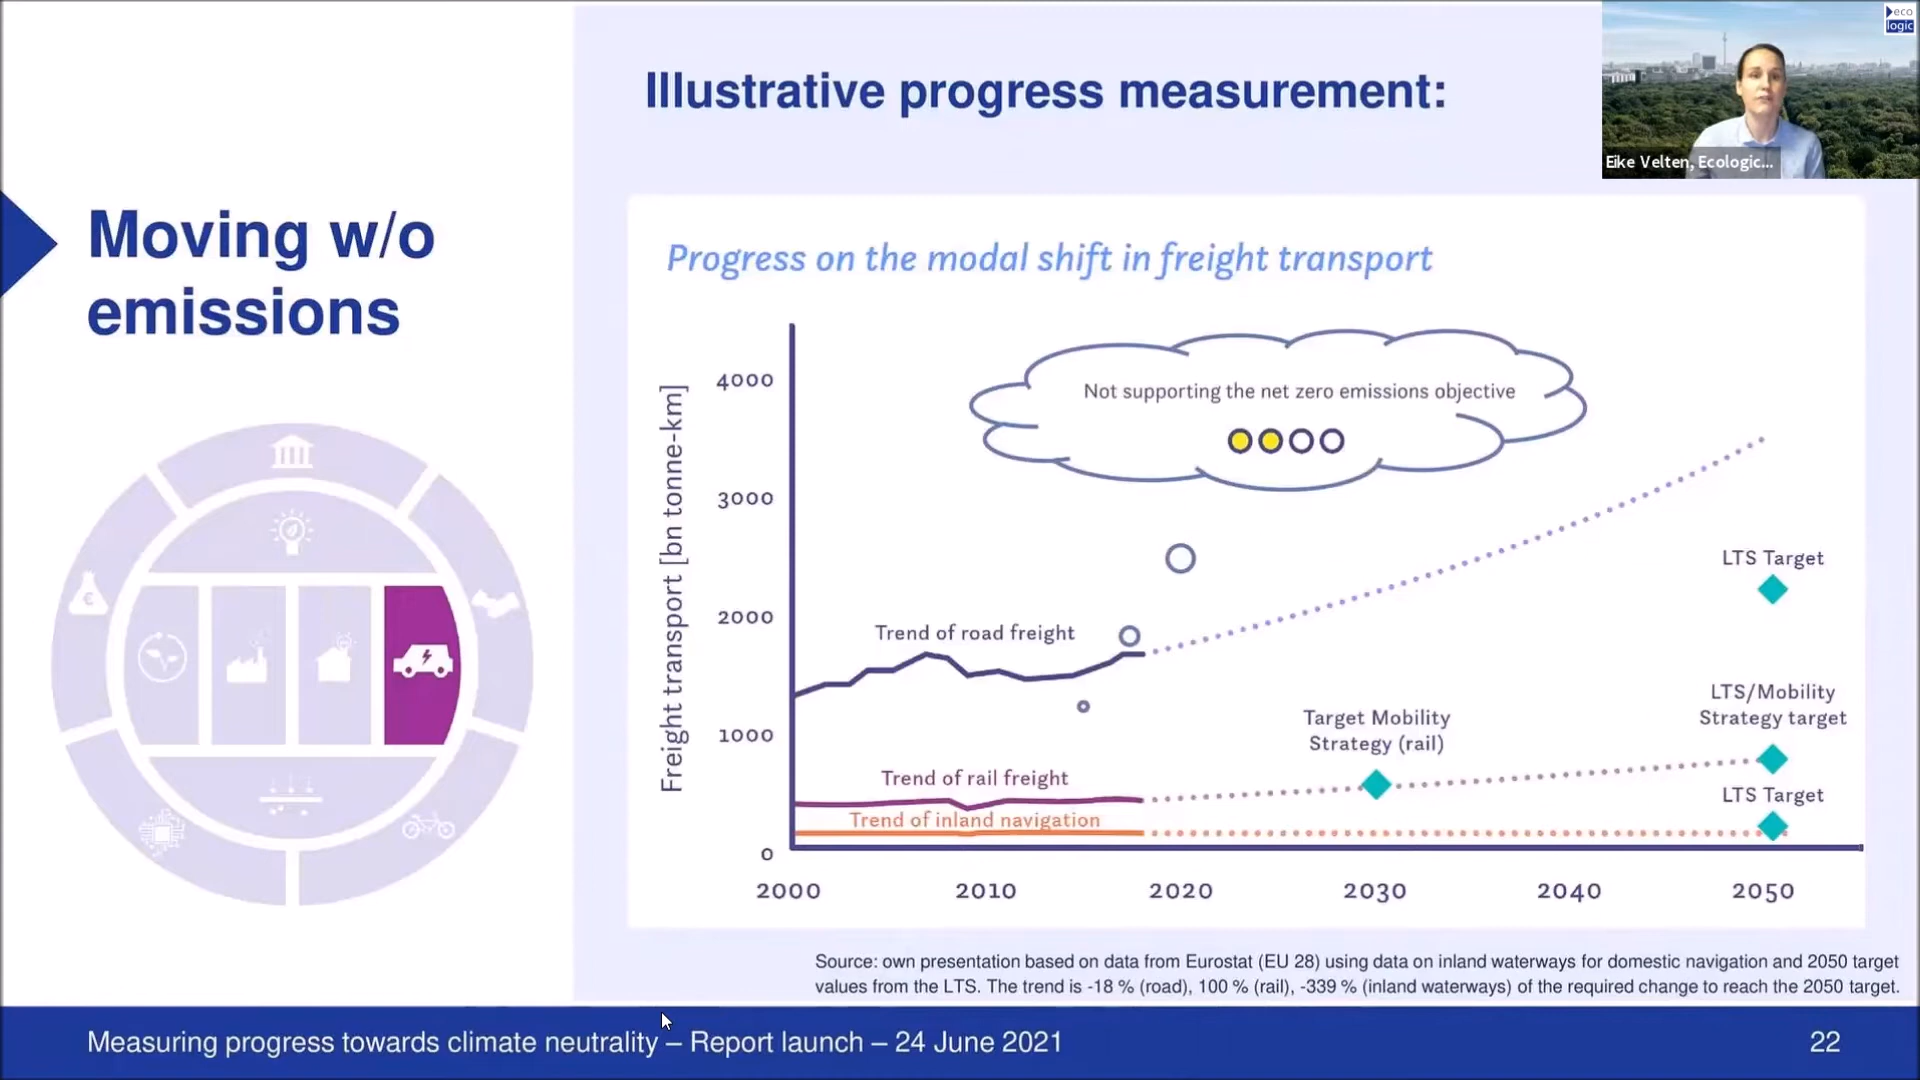 Illustrative progress measurement:
eco
logic
Eike Velten, Ecologic...
Moving w/o
emissions
Progress on the modal shift in freight transport
Freight transport [bn tonne-km]
4000
3000
2000
1000
0
Not supporting the net zero emissions objective
Trend of road freight
Trend of rail freight
Trend of inland navigation
Target Mobility
Strategy (rail)
LTS Target
LTS/Mobility
Strategy target
LTS Target
2000
2010
2020
2030
2040
2050
€
Source: own presentation based on data from Eurostat (EU 28) using data on inland waterways for domestic navigation and 2050 target
values from the LTS. The trend is -18 % (road), 100 % (rail), -339 % (inland waterways) of the required change to reach the 2050 target.
Measuring progress towards climate neutrality – Report launch – 24 June 2021
22